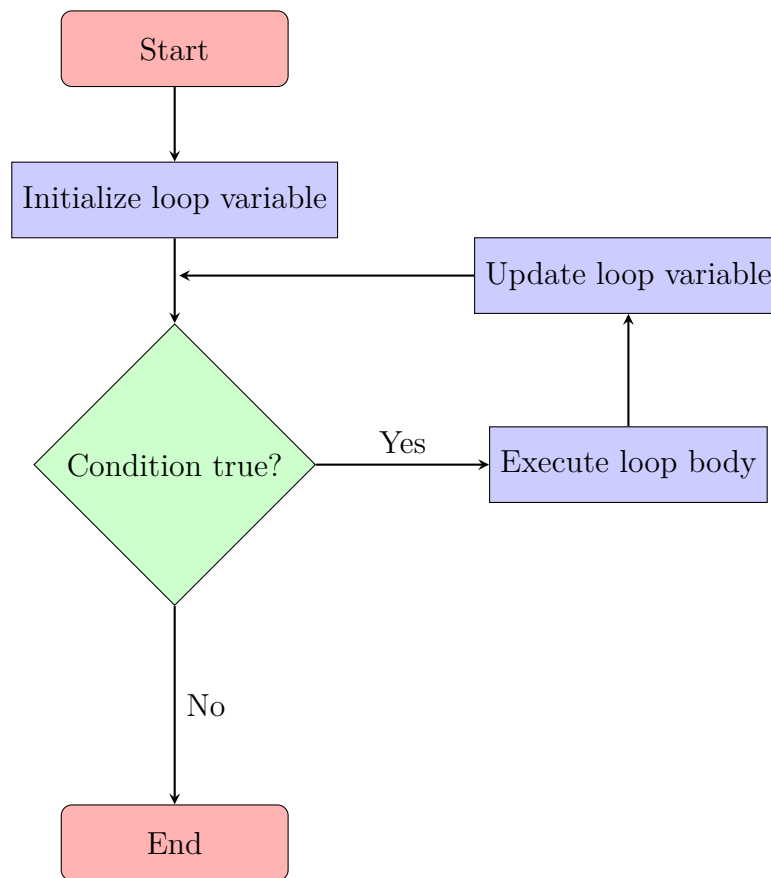 Start
Initialize loop variable
Update loop variable
Condition true?
Yes
Execute loop body
No
End